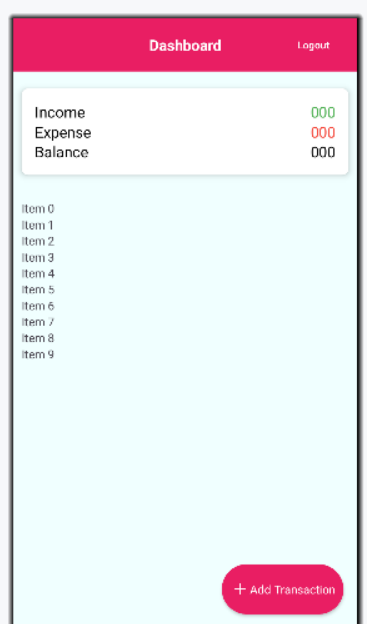 Dashboard Logout
Income 000
Expense 000
Balance 000
Item 0
Item 1
Item 2
Item 3
Item 4
Item 5
Item 6
Item 7
Item 8
Item 9
+ Add Transaction